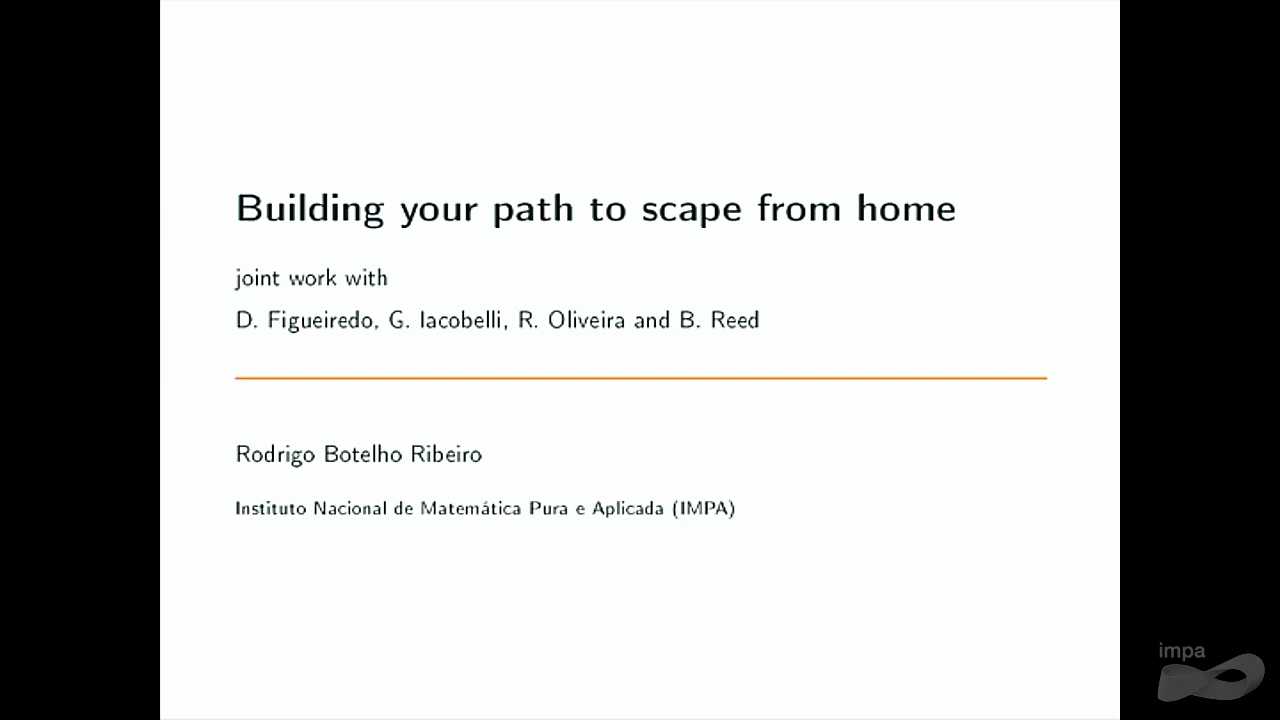 Building your path to scape from home
joint work with
D. Figueiredo, G. Iacobelli, R. Oliveira and B. Reed
Rodrigo Botelho Ribeiro
Instituto Nacional de Matemática Pura e Aplicada (IMPA)
impa